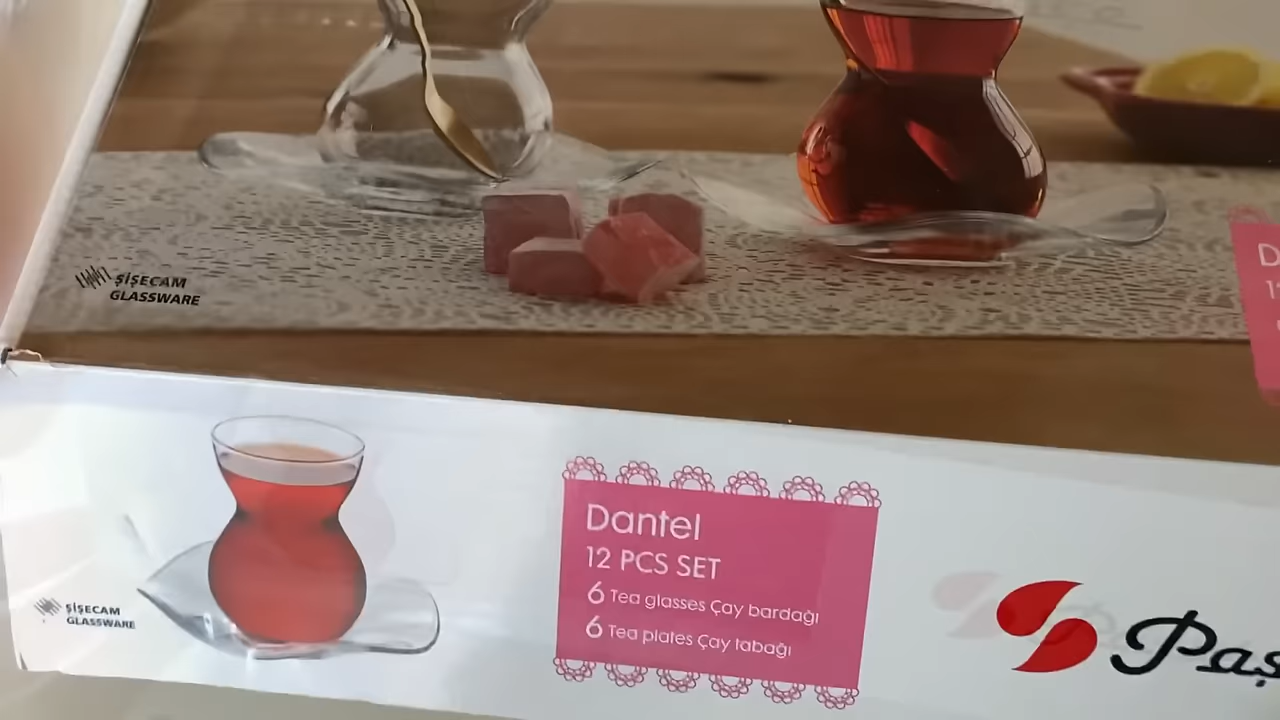 ŞİŞECAM
GLASSWARE
Dantel
12 PCS SET
6 Tea glasses Çay bardağı
6 Tea plates Çay tabağı
ŞİŞECAM
GLASSWARE